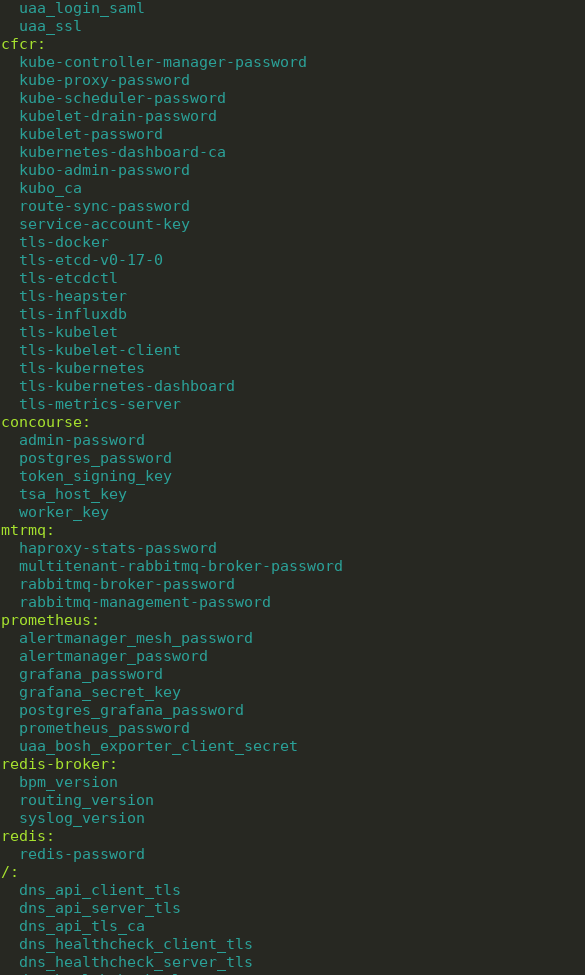 uaa_login_saml
uaa_ssl
cfcr:
kube-controller-manager-password
kube-proxy-password
kube-scheduler-password
kubelet-drain-password
kubelet-password
kubernetes-dashboard-ca
kubo-admin-password
kubo_ca
route-sync-password
service-account-key
tls-docker
tls-etcd-v0-17-0
tls-etcdctl
tls-heapster
tls-influxdb
tls-kubelet
tls-kubelet-client
tls-kubernetes
tls-kubernetes-dashboard
tls-metrics-server
concourse:
admin-password
postgres_password
token_signing_key
tsa_host_key
worker_key
mtrmq:
haproxy-stats-password
multitenant-rabbitmq-broker-password
rabbitmq-broker-password
rabbitmq-management-password
prometheus:
alertmanager_mesh_password
alertmanager_password
grafana_password
grafana_secret_key
postgres_grafana_password
prometheus_password
uaa_bosh_exporter_client_secret
redis-broker:
bpm_version
routing_version
syslog_version
redis:
redis-password
/:
dns_api_client_tls
dns_api_server_tls
dns_api_tls_ca
dns_healthcheck_client_tls
dns_healthcheck_server_tls